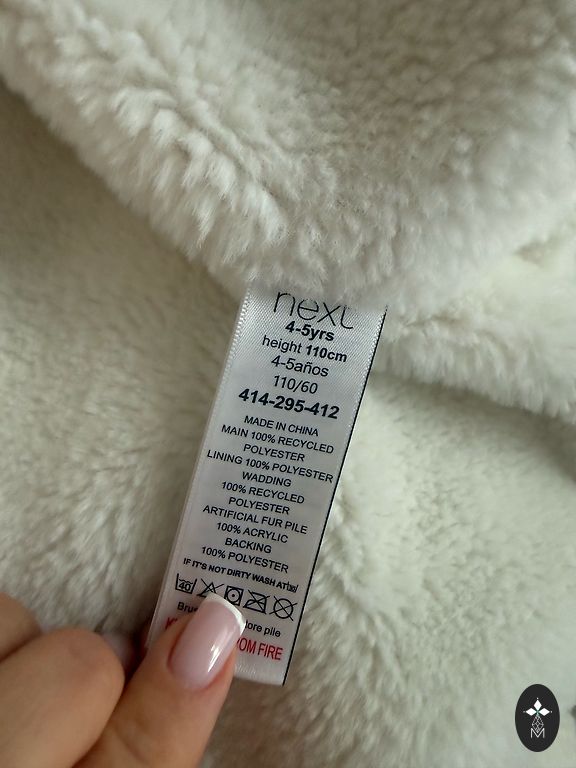 next
4-5yrs
height 110cm
4-5años
110/60
414-295-412
MADE IN CHINA
MAIN 100% RECYCLED
POLYESTER
LINING 100% POLYESTER
WADDING
100% RECYCLED
POLYESTER
ARTIFICIAL FUR PILE
100% ACRYLIC
BACKING
100% POLYESTER
IF IT'S NOT DIRTY WASH AT 30
40
pile
FIRE
M